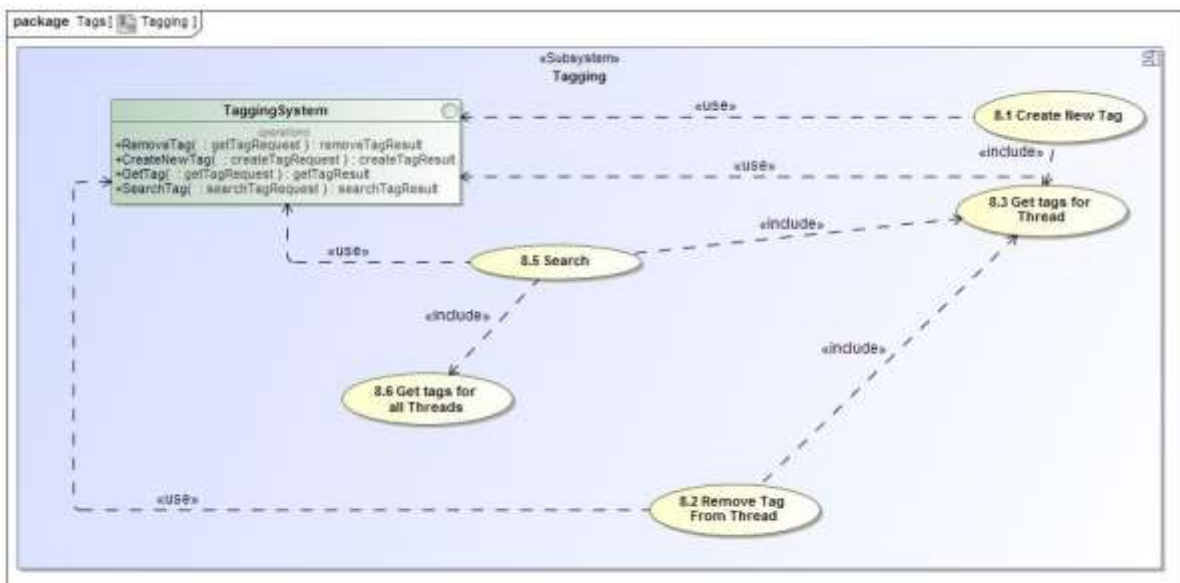 package Tags [ Tagging ]
«Subsystem»
Tagging
TaggingSystem
operations
+RemoveTag( : getTagRequest ) : removeTagResult
+CreateNewTag( : createTagRequest ) : createTagResult
+GetTag( : getTagRequest ) : getTagResult
+SearchTag( : searchTagRequest ) : searchTagResult
«use»
8.1 Create New Tag
«include»
«use»
8.3 Get tags for
Thread
«include»
«use»
8.5 Search
«include»
8.6 Get tags for
all Threads
«include»
«use»
8.2 Remove Tag
From Thread